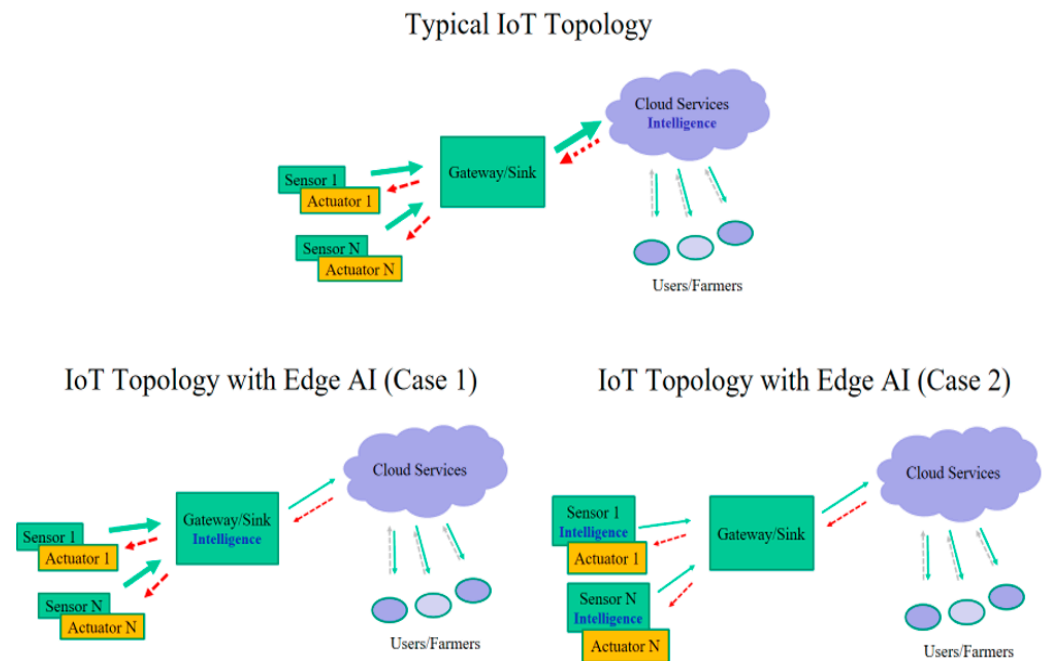 Typical IoT Topology
Cloud Services
Intelligence
Gateway/Sink
Sensor 1
Actuator 1
Sensor N
Actuator N
Users/Farmers
IoT Topology with Edge AI (Case 1)
Cloud Services
Gateway/Sink
Intelligence
Sensor 1
Actuator 1
Sensor N
Actuator N
Users/Farmers
IoT Topology with Edge AI (Case 2)
Cloud Services
Sensor 1
Intelligence
Actuator 1
Gateway/Sink
Sensor N
Intelligence
Actuator N
Users/Farmers